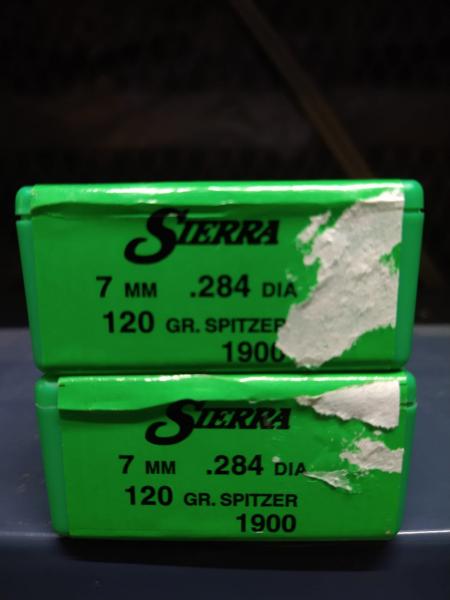 SIERRA
7 MM .284 DIA
120 GR. SPITZER
1900
SIERRA
7 MM .284 DIA
120 GR. SPITZER
1900